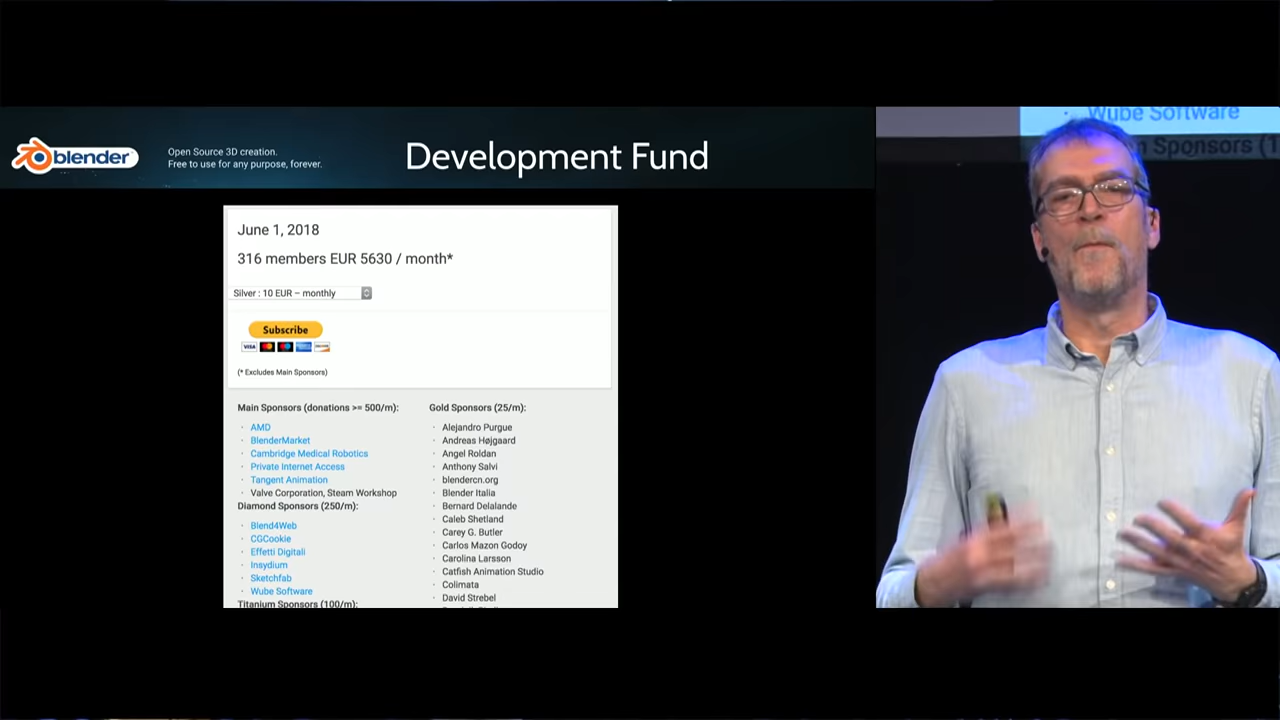 blender
Open Source 3D creation.
Free to use for any purpose, forever.
Development Fund
June 1, 2018
316 members EUR 5630 / month*
Silver : 10 EUR – monthly
Subscribe
VISA
(* Excludes Main Sponsors)
Main Sponsors (donations >= 500/m):
· AMD
· BlenderMarket
· Cambridge Medical Robotics
· Private Internet Access
· Tangent Animation
· Valve Corporation, Steam Workshop
Diamond Sponsors (250/m):
· Blend4Web
· CGCookie
· Effetti Digitali
· Insydium
· Sketchfab
· Wube Software
Titanium Sponsors (100/m):
Gold Sponsors (25/m):
· Alejandro Purgue
· Andreas Højgaard
· Angel Roldan
· Anthony Salvi
· blendercn.org
· Blender Italia
· Bernard Delalande
· Caleb Shetland
· Carey G. Butler
· Carlos Mazon Godoy
· Carolina Larsson
· Catfish Animation Studio
· Colimata
· David Strebel
· Wube Software
Sponsors (1